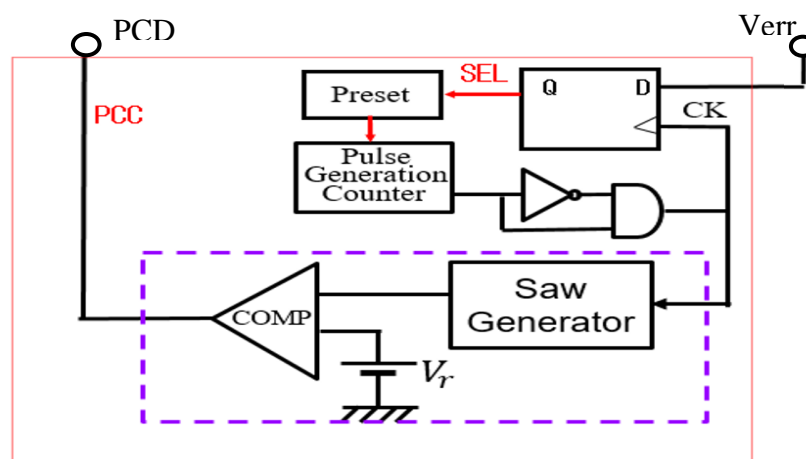 PCD
Verr
SEL
Q
D
Preset
PCC
CK
Pulse
Generation
Counter
Saw
Generator
COMP
Vr